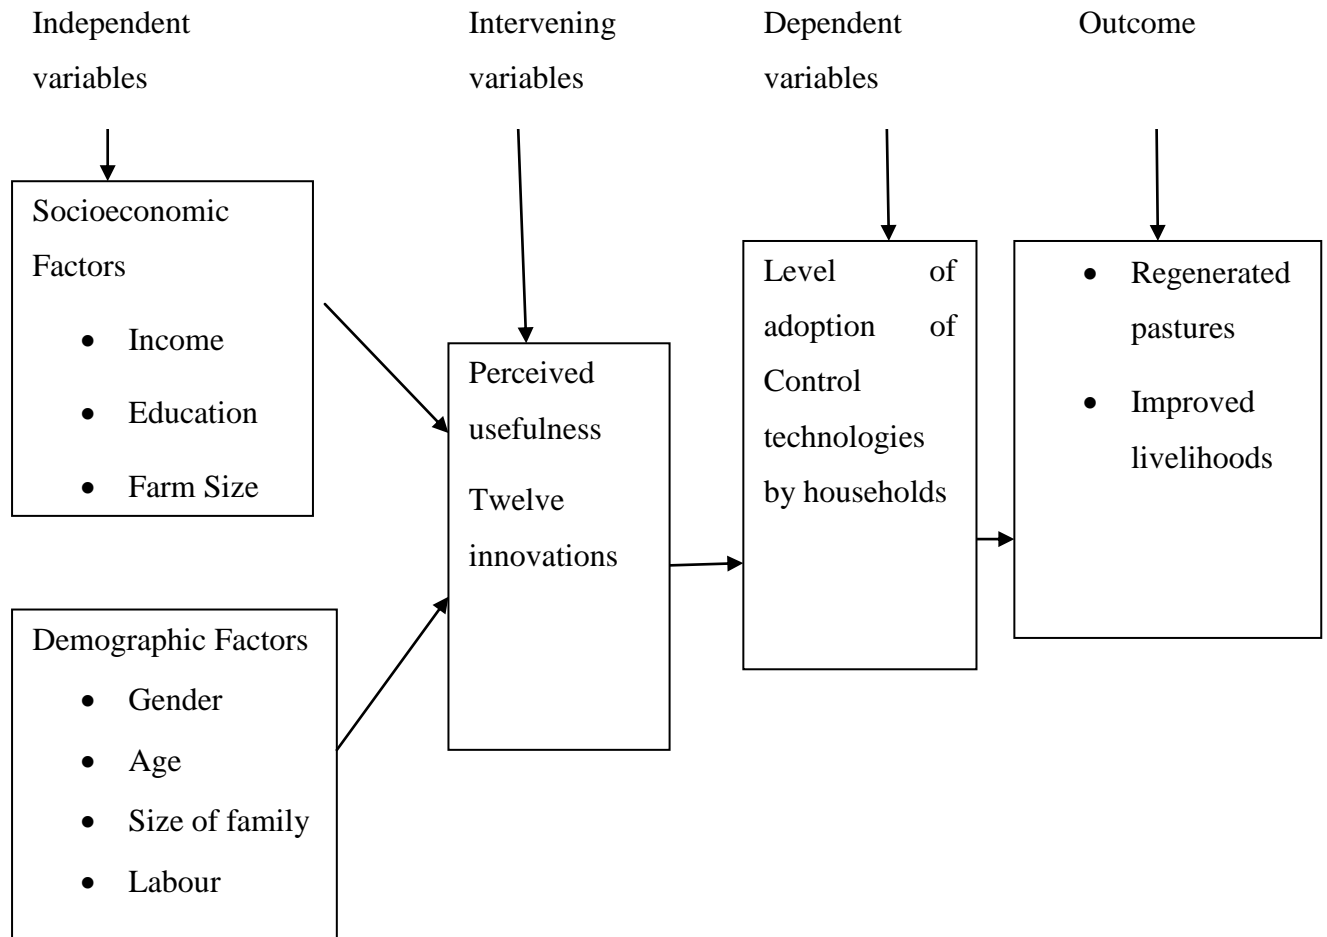 Independent
variables
Intervening
variables
Dependent
variables
Outcome
Socioeconomic
Factors
• Income
• Education
• Farm Size
Demographic Factors
• Gender
• Age
• Size of family
• Labour
Perceived
usefulness
Twelve
innovations
Level of
adoption of
Control
technologies
by households
• Regenerated
pastures
• Improved
livelihoods